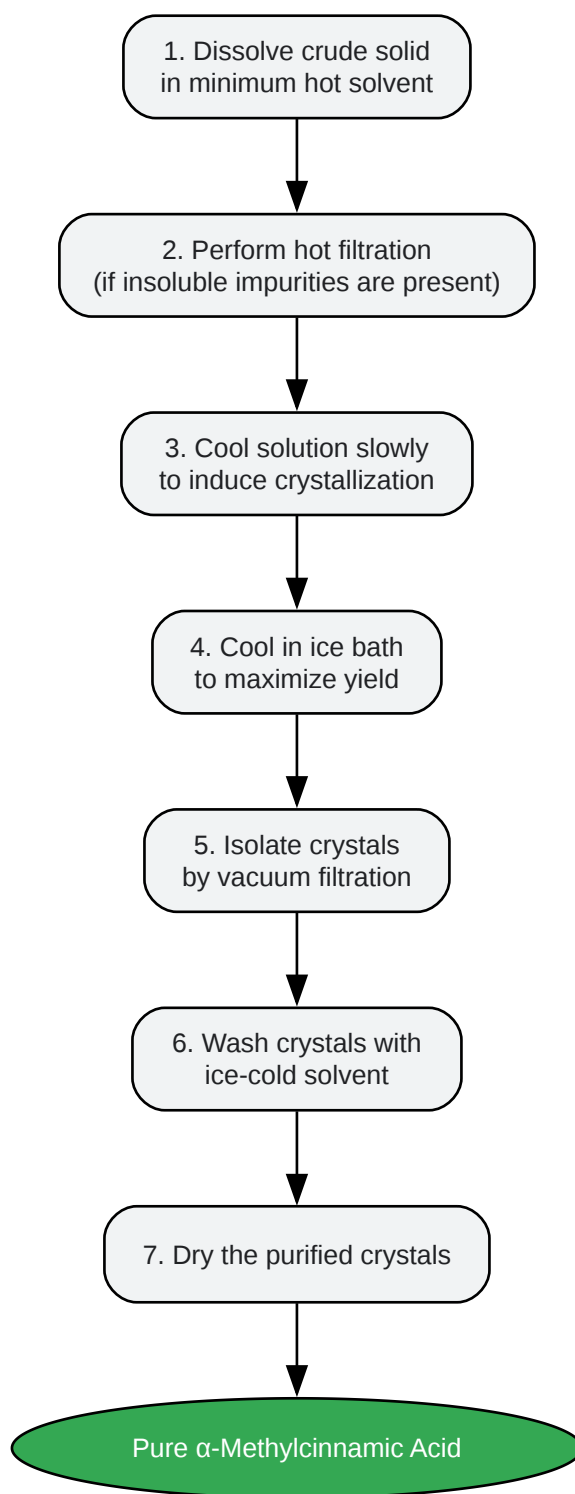 1. Dissolve crude solid
in minimum hot solvent
2. Perform hot filtration
(if insoluble impurities are present)
3. Cool solution slowly
to induce crystallization
4. Cool in ice bath
to maximize yield
5. Isolate crystals
by vacuum filtration
6. Wash crystals with
ice-cold solvent
7. Dry the purified crystals
Pure α-Methylcinnamic Acid